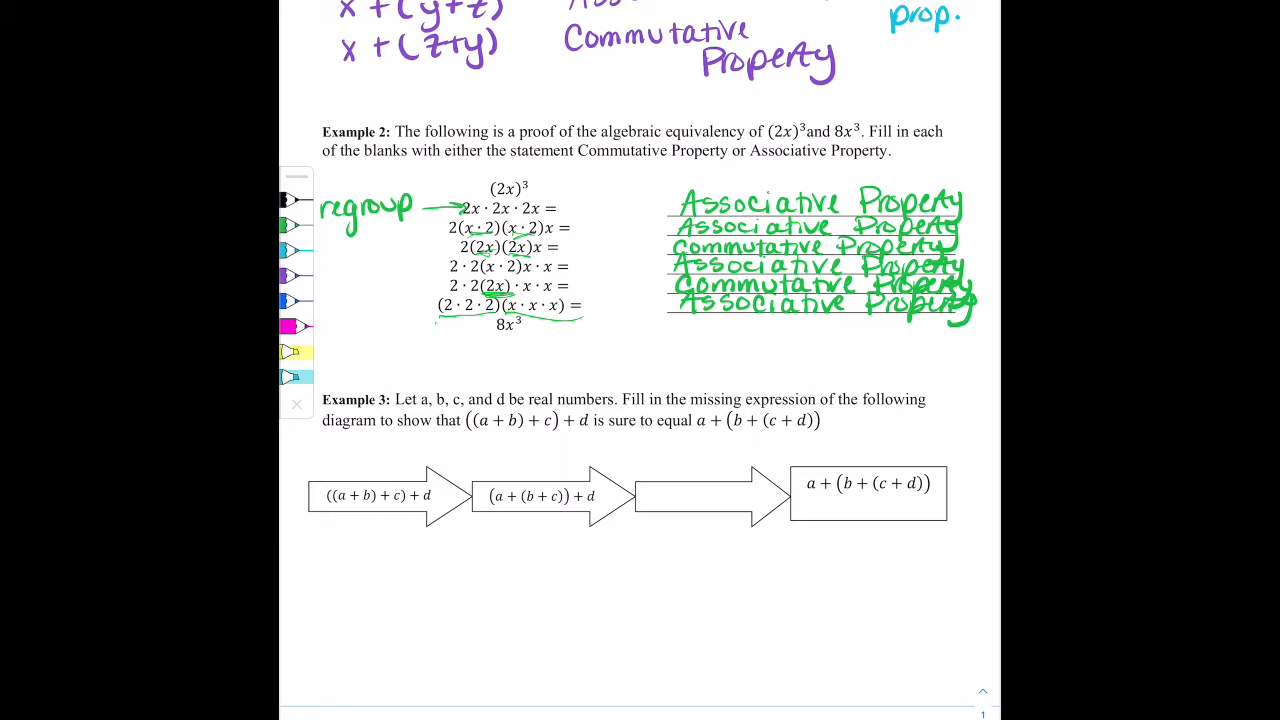 x + (y+z)
prop.
x + (z+y)
Commutative
Property
Example 2: The following is a proof of the algebraic equivalency of (2x)³and 8x³. Fill in each
of the blanks with either the statement Commutative Property or Associative Property.
(2x)³
regroup → 2x · 2x · 2x = Associative Property
2(x · 2)(x · 2)x = Associative Property
2(2x)(2x)x = Commutative Property
2 · 2(x · 2)x · x = Associative Property
2 · 2(2x) · x · x = Commutative Property
(2 · 2 · 2)(x · x · x) = Associative Property
8x³
Example 3: Let a, b, c, and d be real numbers. Fill in the missing expression of the following
diagram to show that ((a + b) + c) + d is sure to equal a + (b + (c + d))
((a + b) + c) + d (a + (b + c)) + d a + (b + (c + d))
1